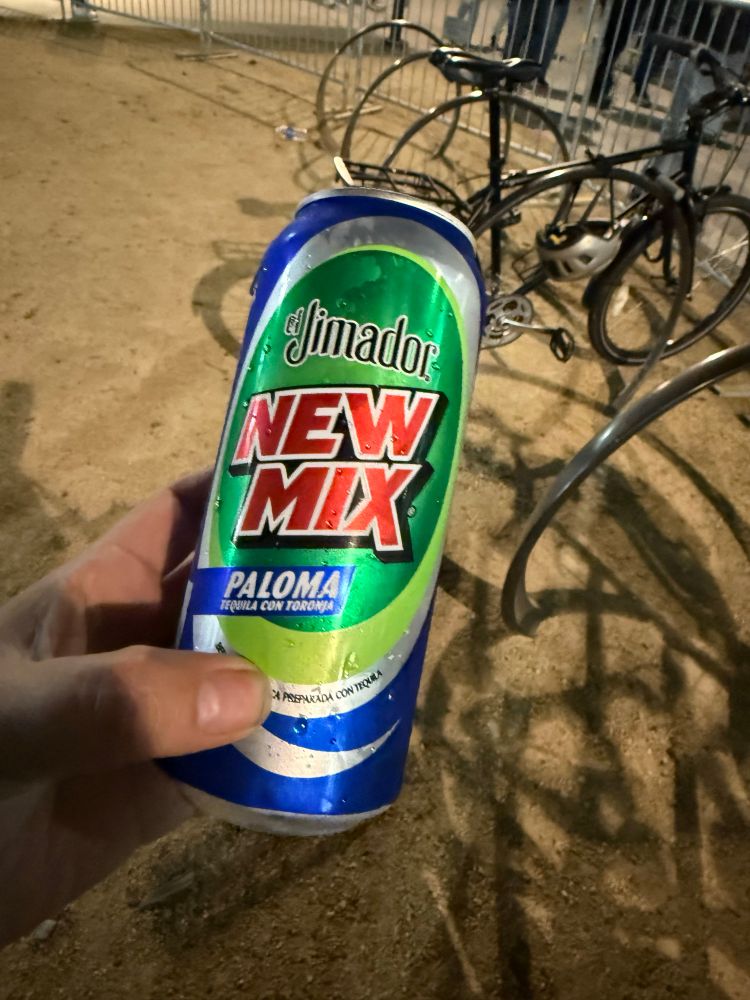 el Jimador
NEW
MIX
PALOMA
TEQUILA CON TORONJA
PREPARADA CON TEQUILA